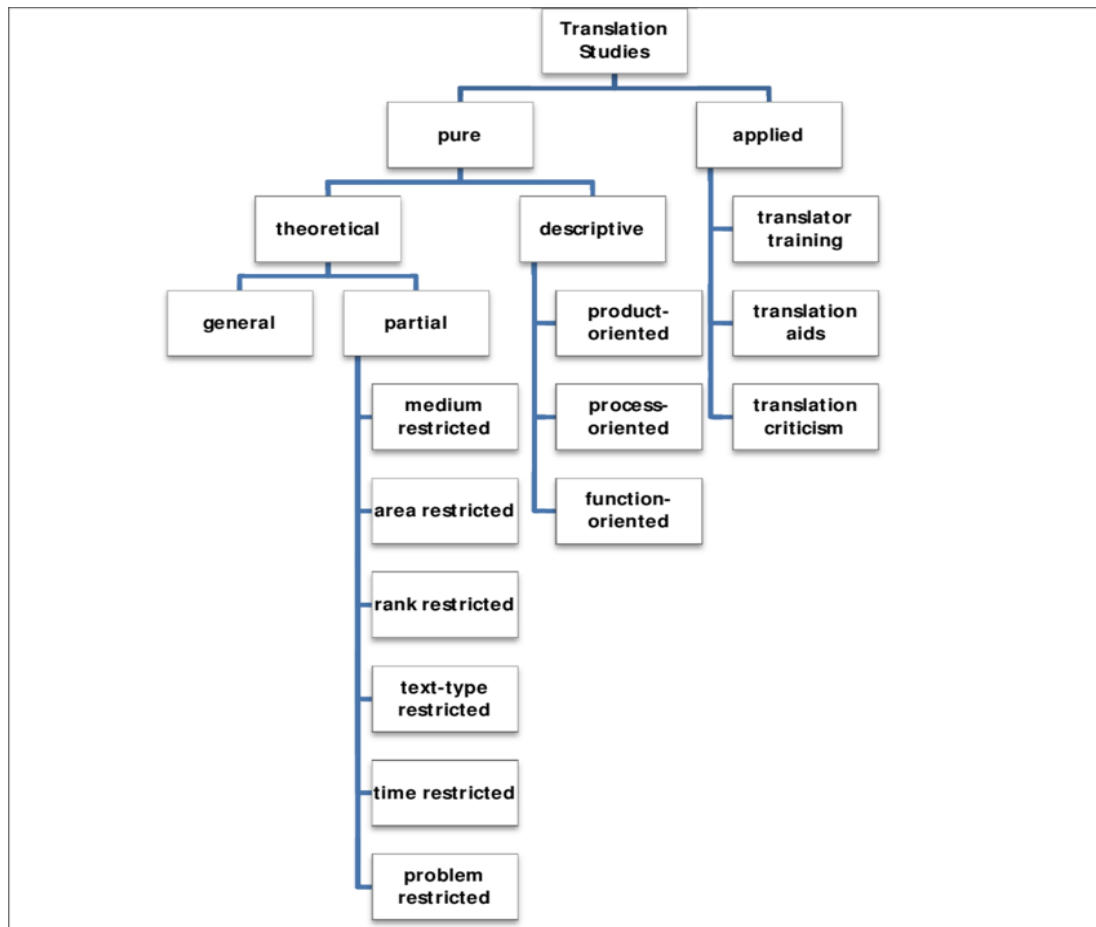 Translation
Studies
pure
applied
theoretical
descriptive
translator
training
general
partial
product-
oriented
translation
aids
medium
restricted
process-
oriented
translation
criticism
area restricted
function-
oriented
rank restricted
text-type
restricted
time restricted
problem
restricted